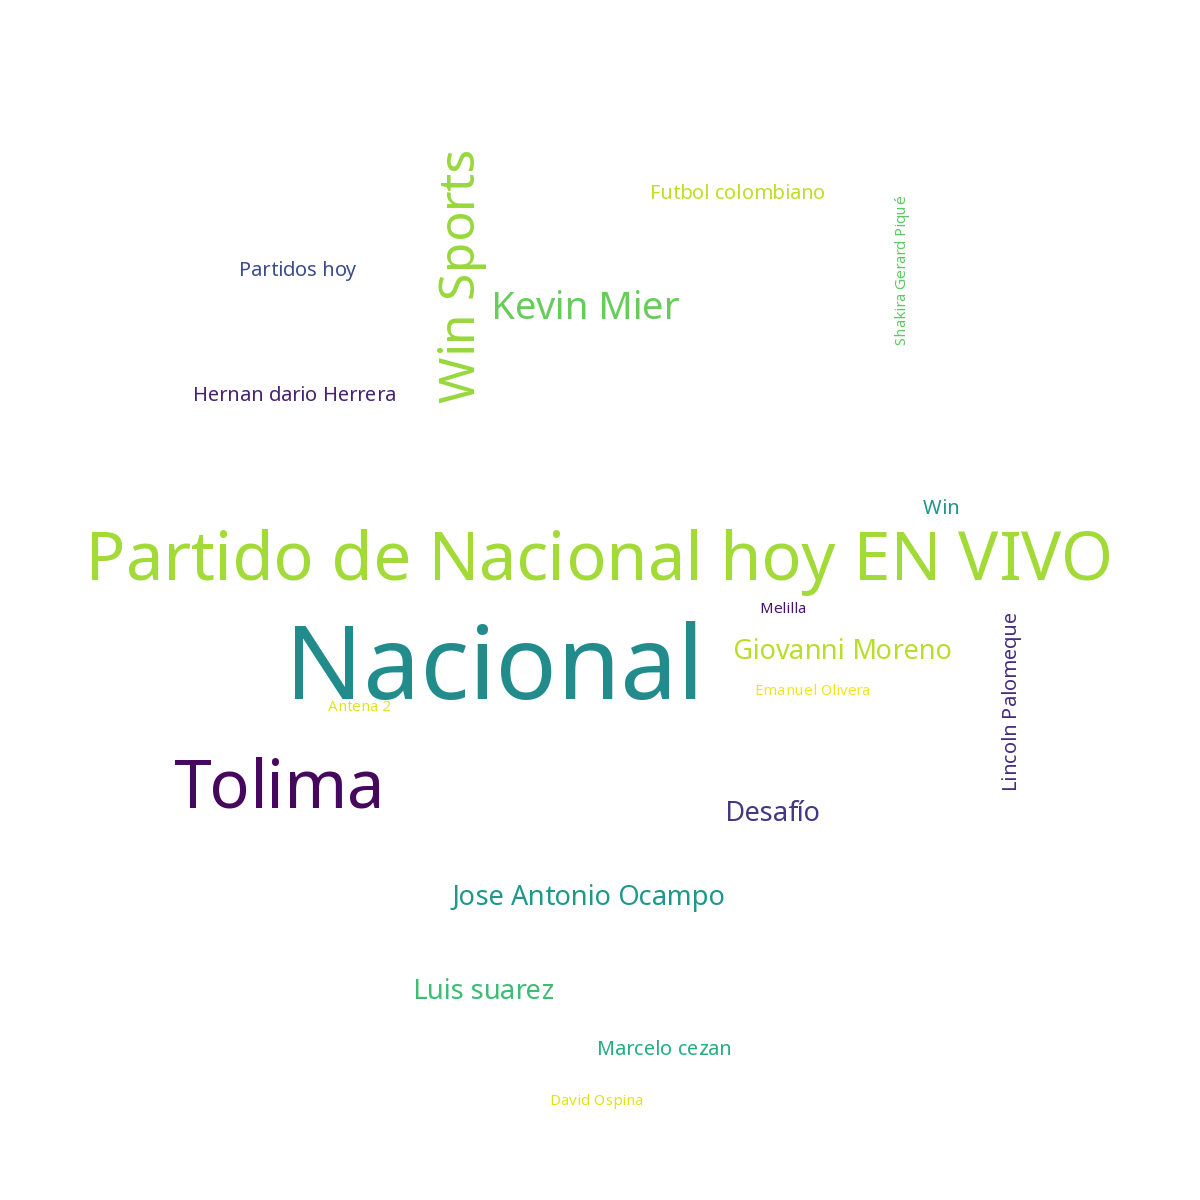 Win Sports
Futbol colombiano
Shakira Gerard Piqué
Partidos hoy
Kevin Mier
Hernan dario Herrera
Win
Partido de Nacional hoy EN VIVO
Melilla
Lincoln Palomeque
Nacional
Giovanni Moreno
Emanuel Olivera
Antena 2
Tolima
Desafío
Jose Antonio Ocampo
Luis suarez
Marcelo cezan
David Ospina